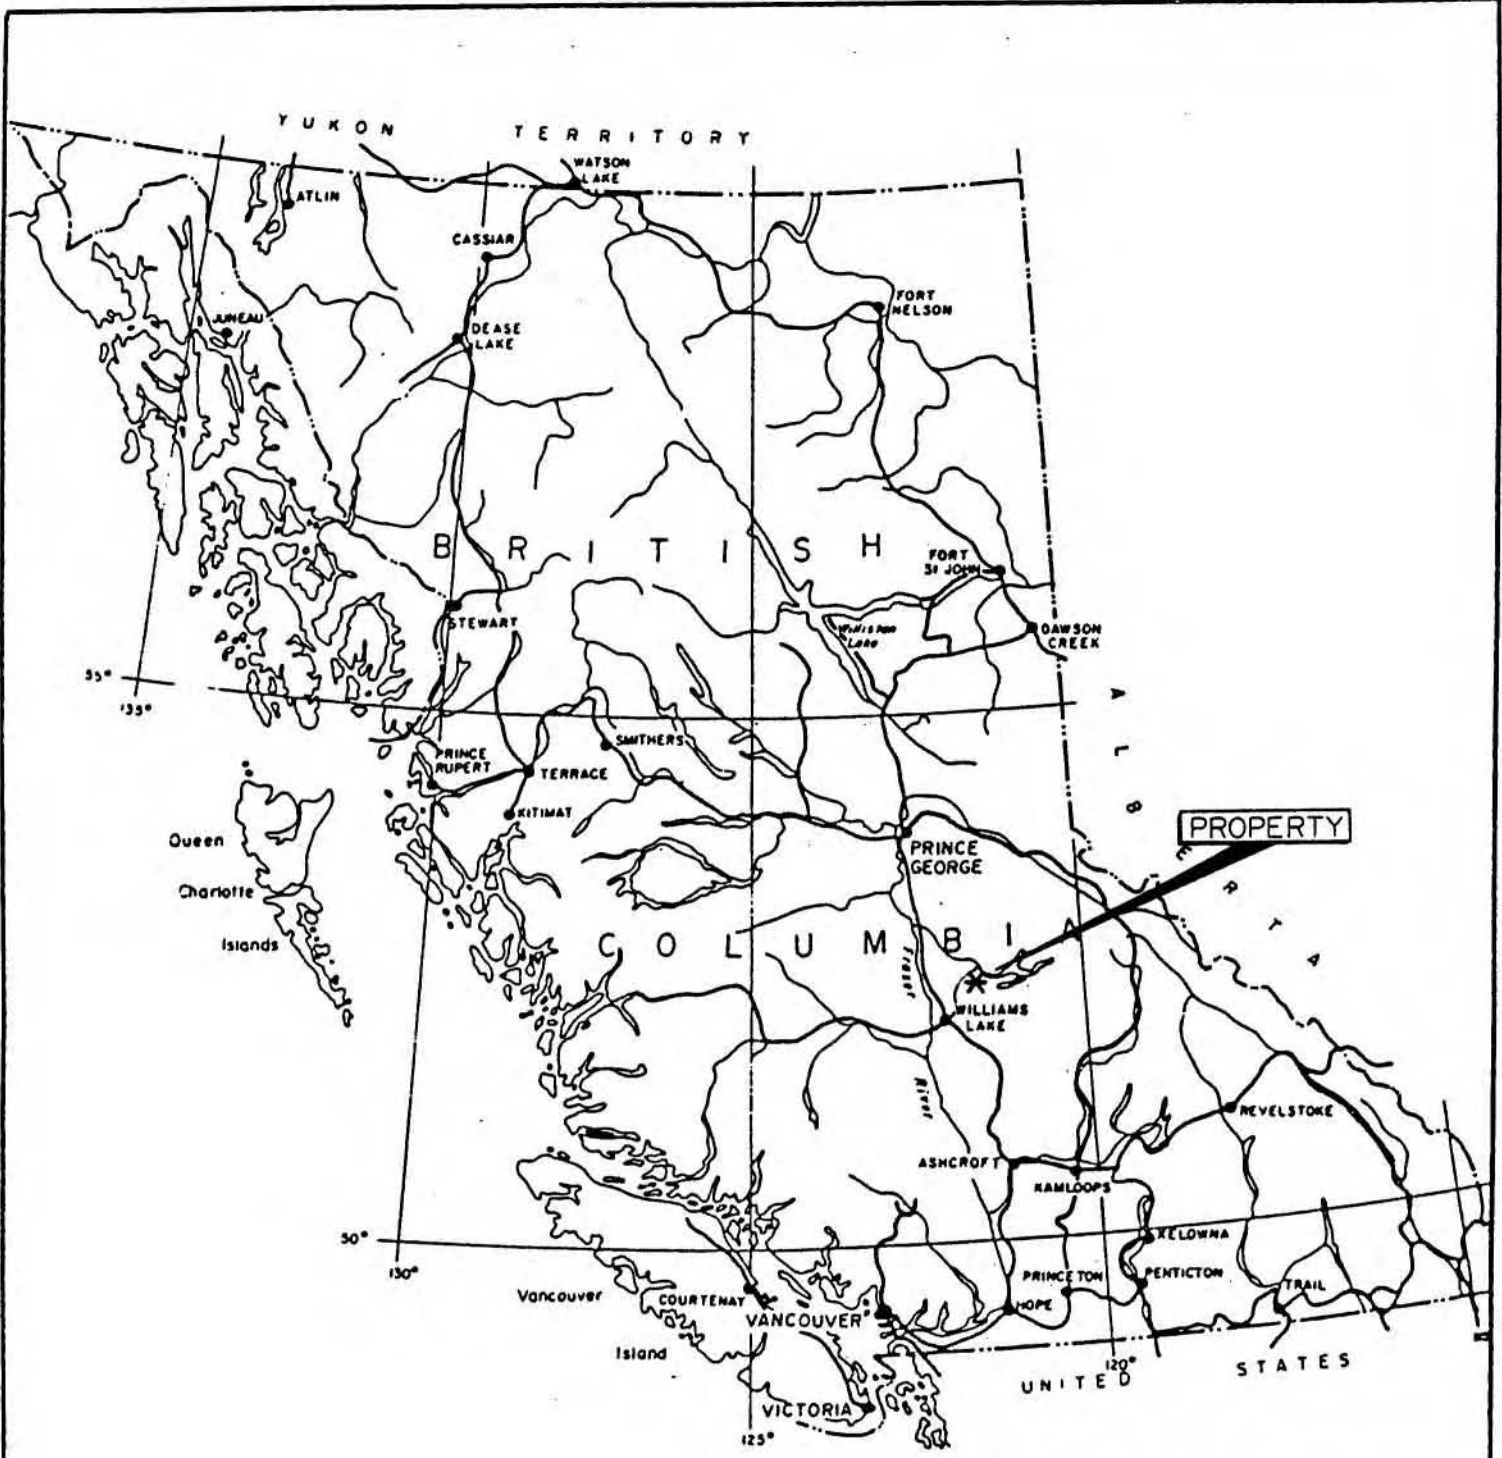 YUKON TERRITORY
WATSON
LAKE
ATLIN
CASSIAR
FORT
NELSON
JUNEAU
DEASE
LAKE
BRITISH
FORT
St JOHN
STEWART
Williston
Lake
DAWSON
CREEK
55°
135°
ALBERTA
PRINCE
RUPERT
SMITHERS
TERRACE
KITIMAT
PROPERTY
Queen
Charlotte
Islands
PRINCE
GEORGE
COLUMBIA
Fraser
River
WILLIAMS
LAKE
REVELSTOKE
ASHCROFT
KAMLOOPS
50°
130°
KELOWNA
PRINCETON
PENTICTON
TRAIL
HOPE
Vancouver
Island
COURTENAY
VANCOUVER
VICTORIA
125°
120°
UNITED STATES